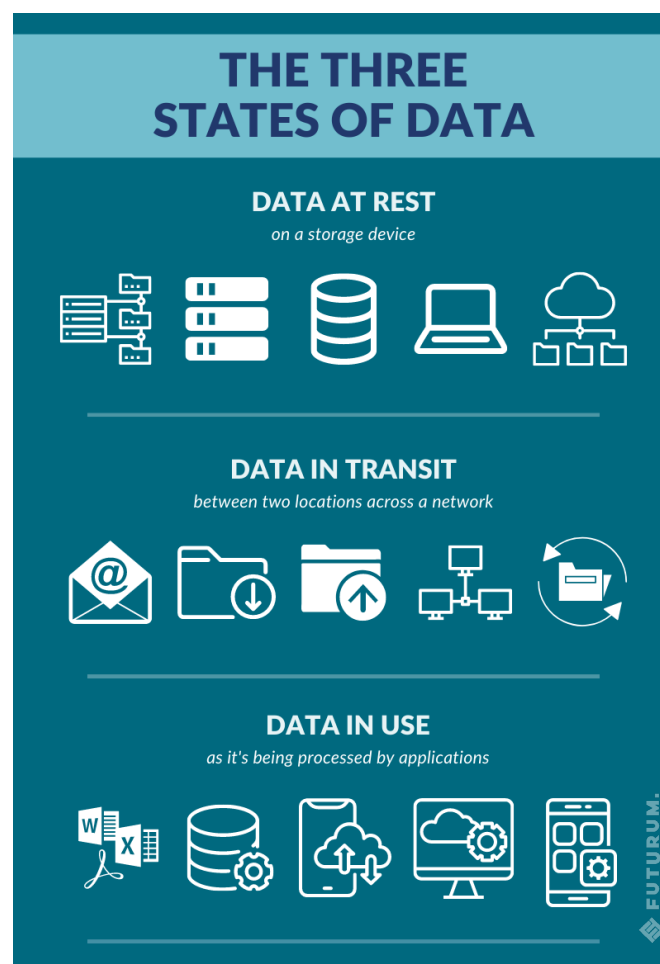 THE THREE
STATES OF DATA
DATA AT REST
on a storage device
DATA IN TRANSIT
between two locations across a network
@
DATA IN USE
as it's being processed by applications
W
X
FUTURUM.